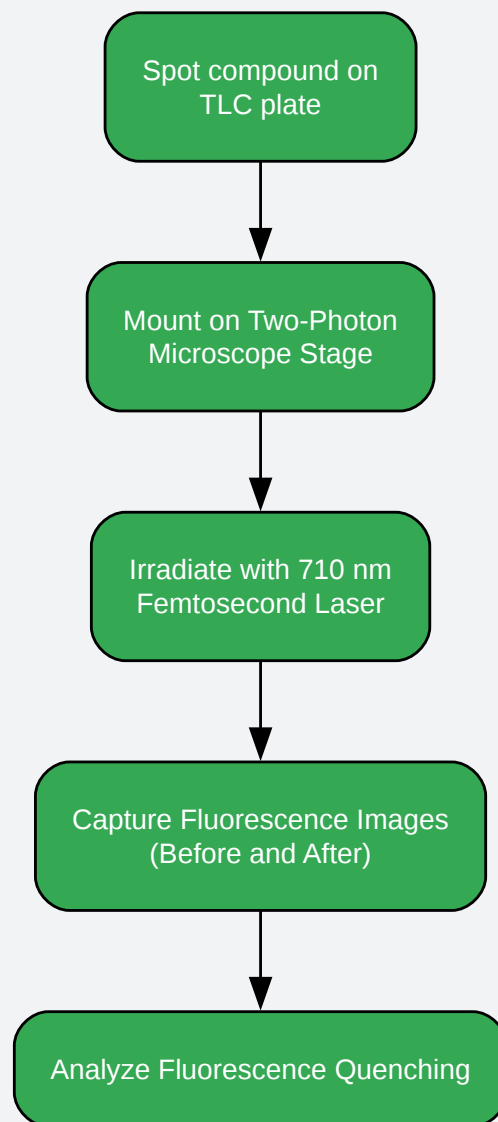 Spot compound on
TLC plate
Mount on Two-Photon
Microscope Stage
Irradiate with 710 nm
Femtosecond Laser
Capture Fluorescence Images
(Before and After)
Analyze Fluorescence Quenching